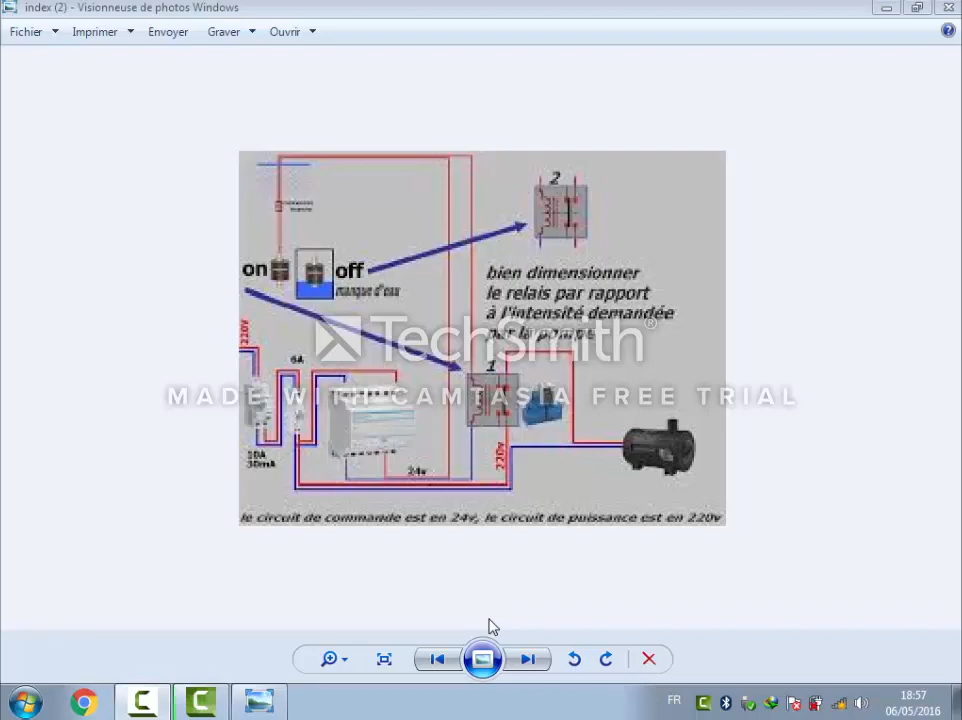 index (2) - Visionneuse de photos Windows
Fichier Imprimer Envoyer Graver Ouvrir
2
on
off
manque d'eau
bien dimensionner
le relais par rapport
à l'intensité demandée
par la pompe
TechSmith®
MADE WITH CAMTASIA FREE TRIAL
220V
6A
1
10A
30mA
24v
220v
le circuit de commande est en 24v, le circuit de puissance est en 220v
FR
18:57
06/05/2016